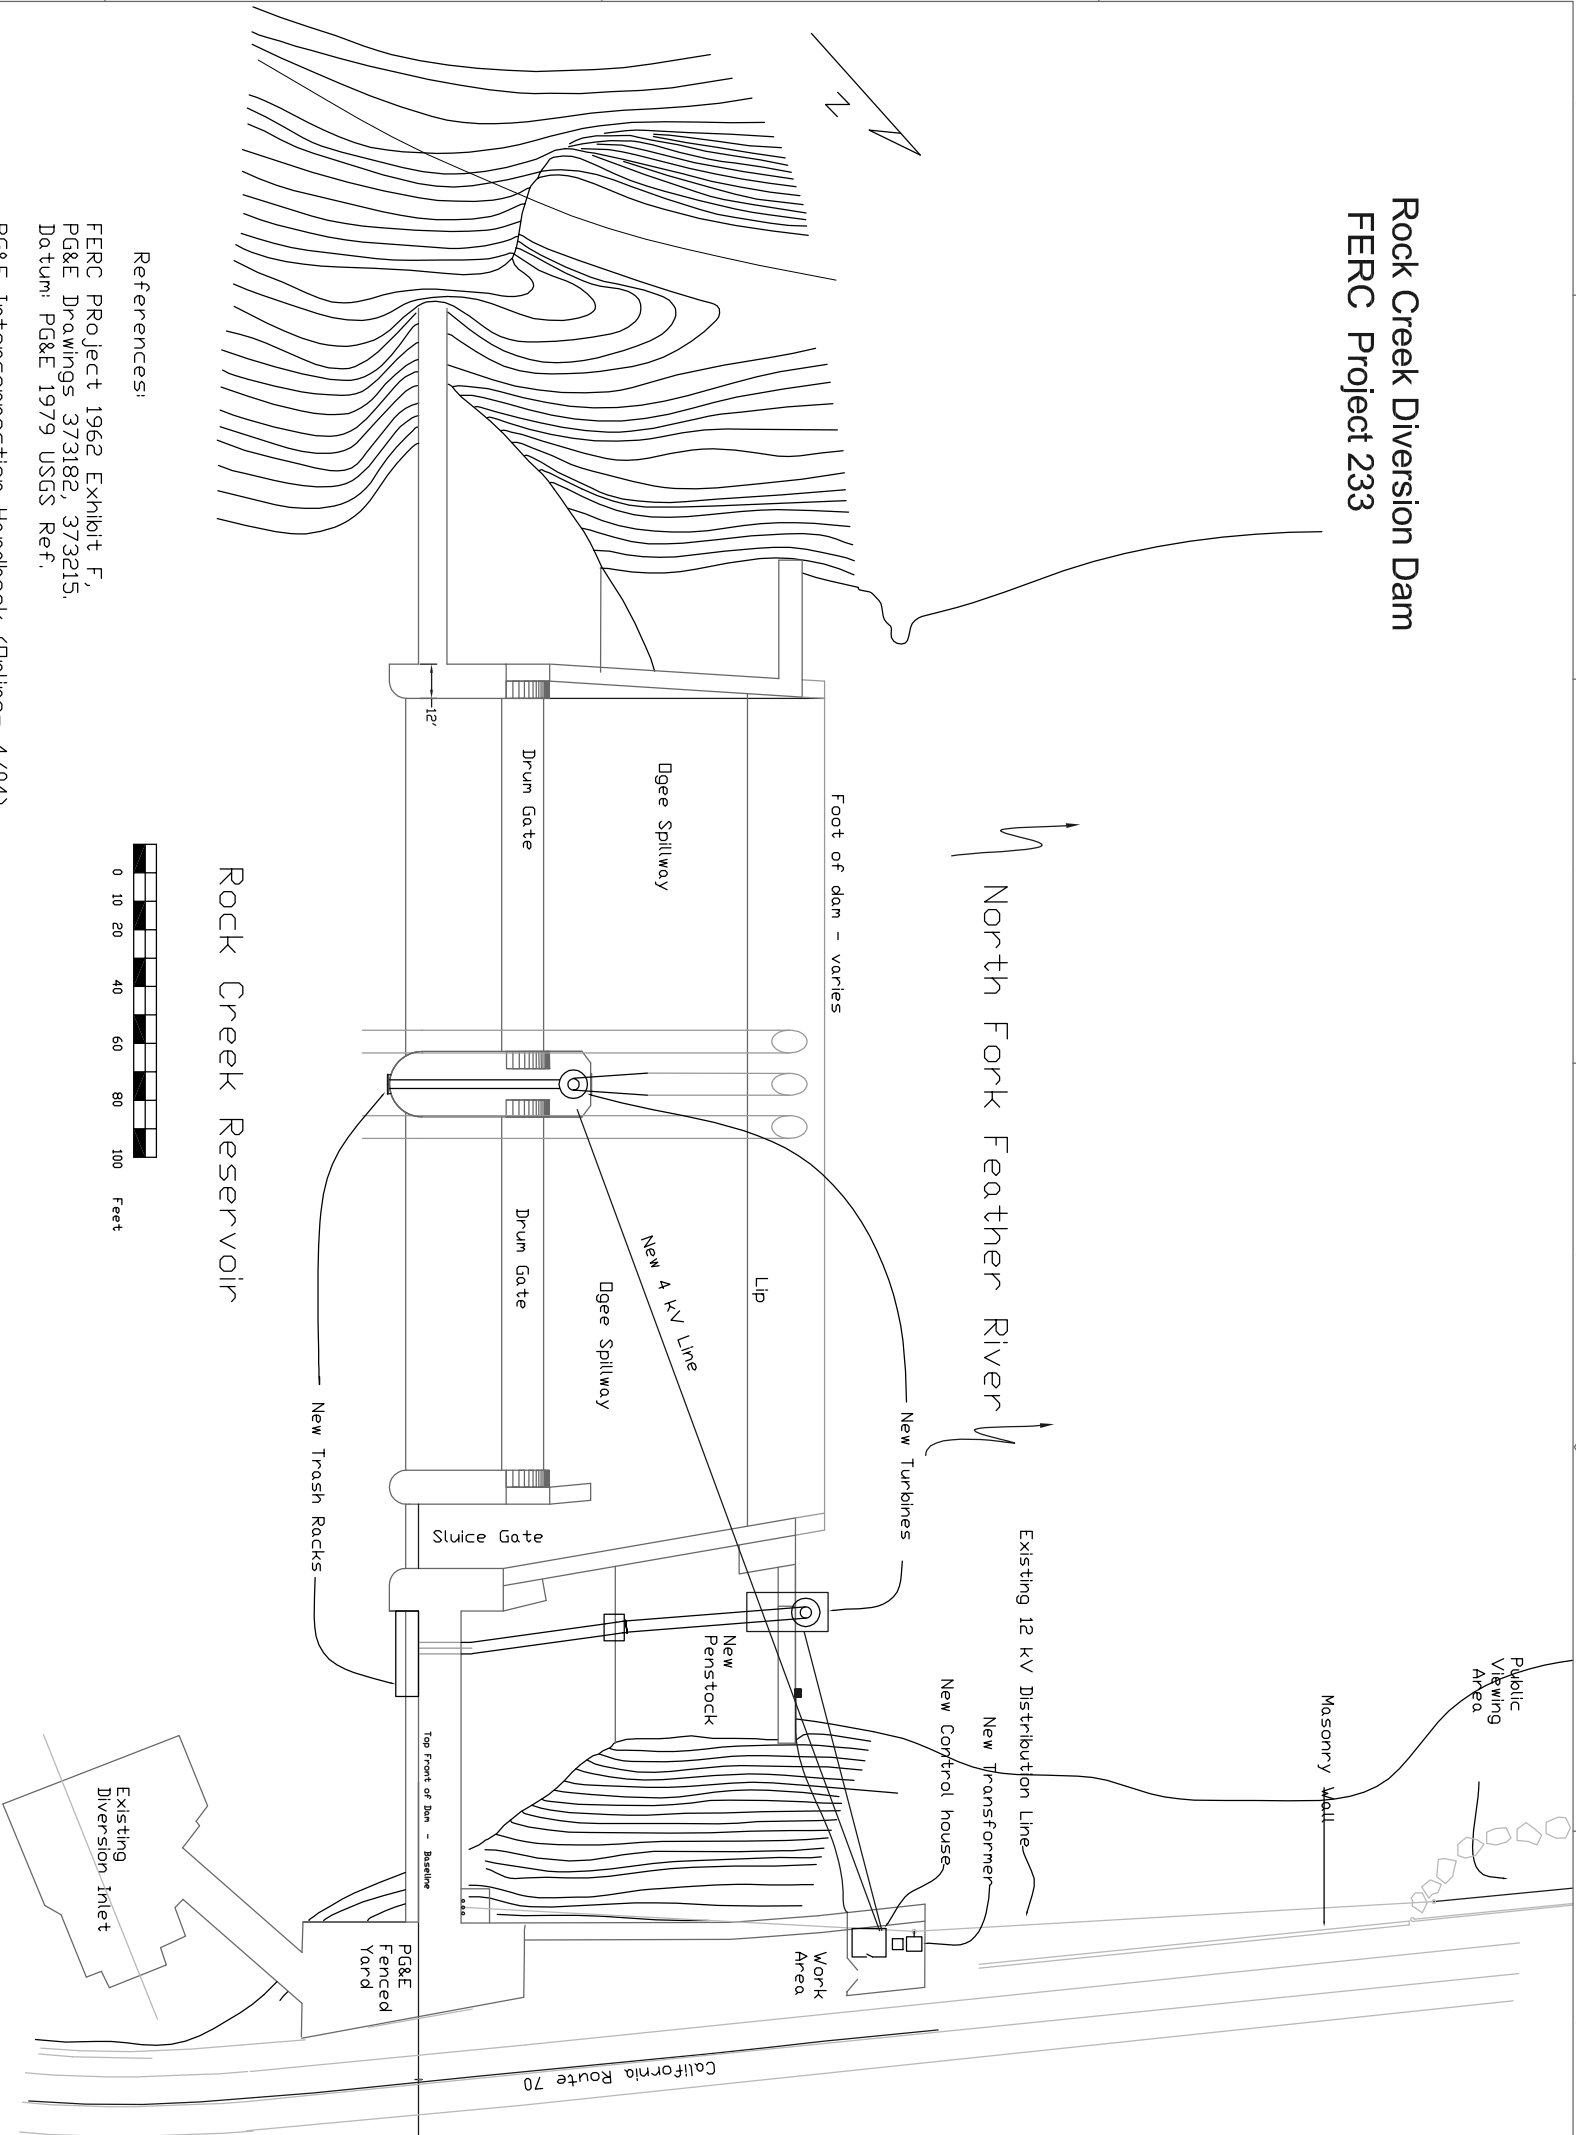 Rock Creek Diversion Dam
FERC Project 233
N
Public
Viewing
Area
Masonry Wall
Existing 12 kV Distribution Line
New Transformer
New Control house
North Fork Feather River
New Turbines
Foot of dam - varies
Lip
Ogee Spillway
New 4 kV Line
Ogee Spillway
New
Penstock
Work
Area
Drum Gate
Drum Gate
Sluice Gate
12'
Top Front of Dam - Baseline
California Route 70
PG&E
Fenced
Yard
New Trash Racks
Rock Creek Reservoir
0 10 20 40 60 80 100 Feet
Existing
Diversion Inlet
References:
FERC PRoject 1962 Exhibit F,
PG&E Drawings 373182, 373215.
Datum: PG&E 1979 USGS Ref.
PG&E Interconnection Handbook